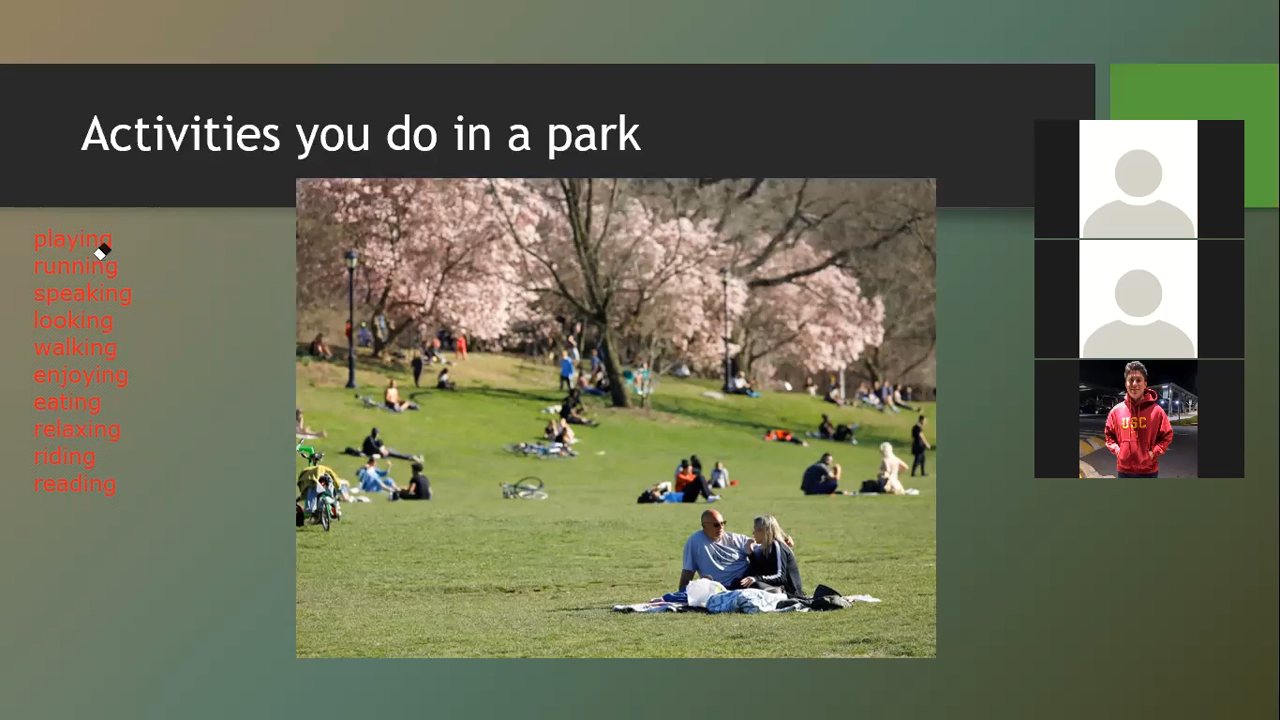 Activities you do in a park
playing
running
speaking
looking
walking
enjoying
eating
relaxing
riding
reading
USC